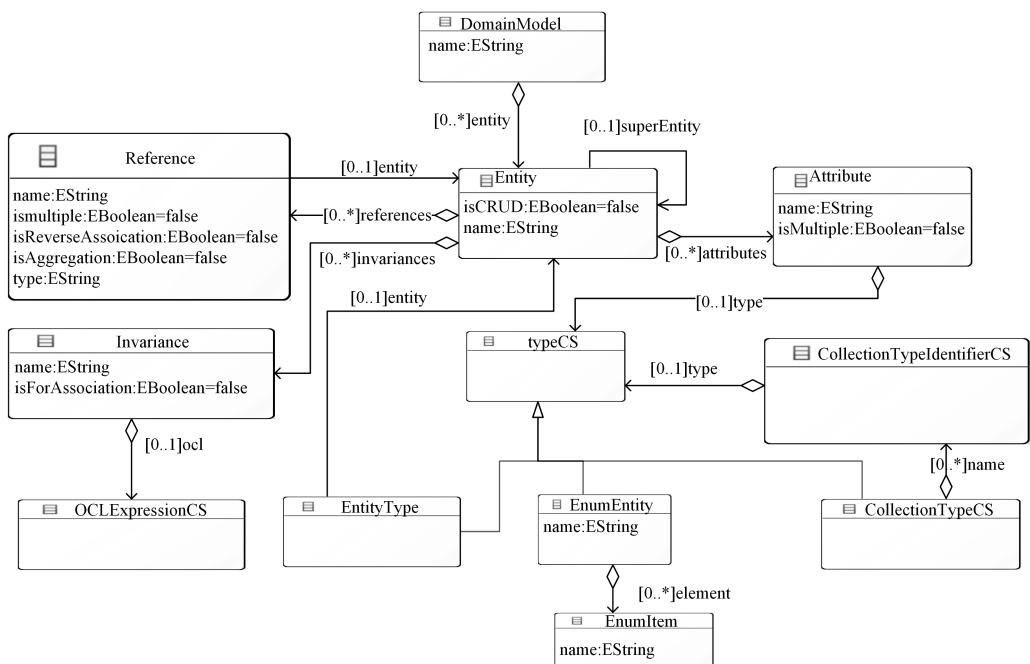 DomainModel
name:EString
[0..*]entity
[0..1]superEntity
Reference
name:EString
ismultiple:EBoolean=false
isReverseAssoication:EBoolean=false
isAggregation:EBoolean=false
type:EString
[0..1]entity
Entity
isCRUD:EBoolean=false
name:EString
Attribute
name:EString
isMultiple:EBoolean=false
[0..*]references
[0..*]invariances
[0..*]attributes
[0..1]entity
[0..1]type
Invariance
name:EString
isForAssociation:EBoolean=false
typeCS
CollectionTypeIdentifierCS
[0..1]type
[0..1]ocl
[0..*]name
OCLExpressionCS
EntityType
EnumEntity
name:EString
CollectionTypeCS
[0..*]element
EnumItem
name:EString